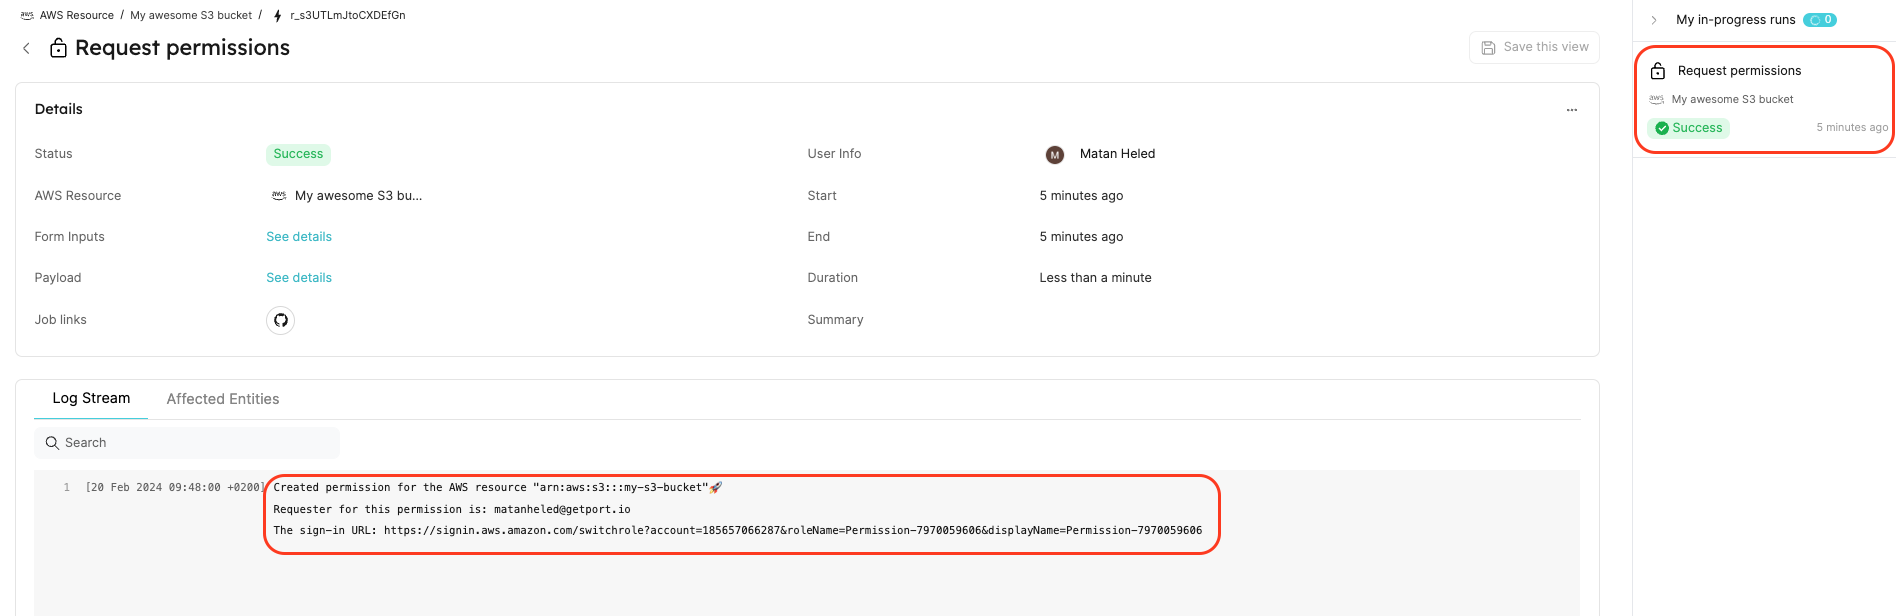 aws AWS Resource / My awesome S3 bucket / r_s3UTLmJtoCXDEfGn
Request permissions
Save this view
Details
...
Status Success User Info M Matan Heled
AWS Resource aws My awesome S3 bu... Start 5 minutes ago
Form Inputs See details End 5 minutes ago
Payload See details Duration Less than a minute
Job links Summary
Log Stream Affected Entities
Search
1 [20 Feb 2024 09:48:00 +0200] Created permission for the AWS resource "arn:aws:s3:::my-s3-bucket"🚀
Requester for this permission is: matanheled@getport.io
The sign-in URL: https://signin.aws.amazon.com/switchrole?account=185657066287&roleName=Permission-7970059606&displayName=Permission-7970059606
My in-progress runs 0
Request permissions
aws My awesome S3 bucket
Success 5 minutes ago